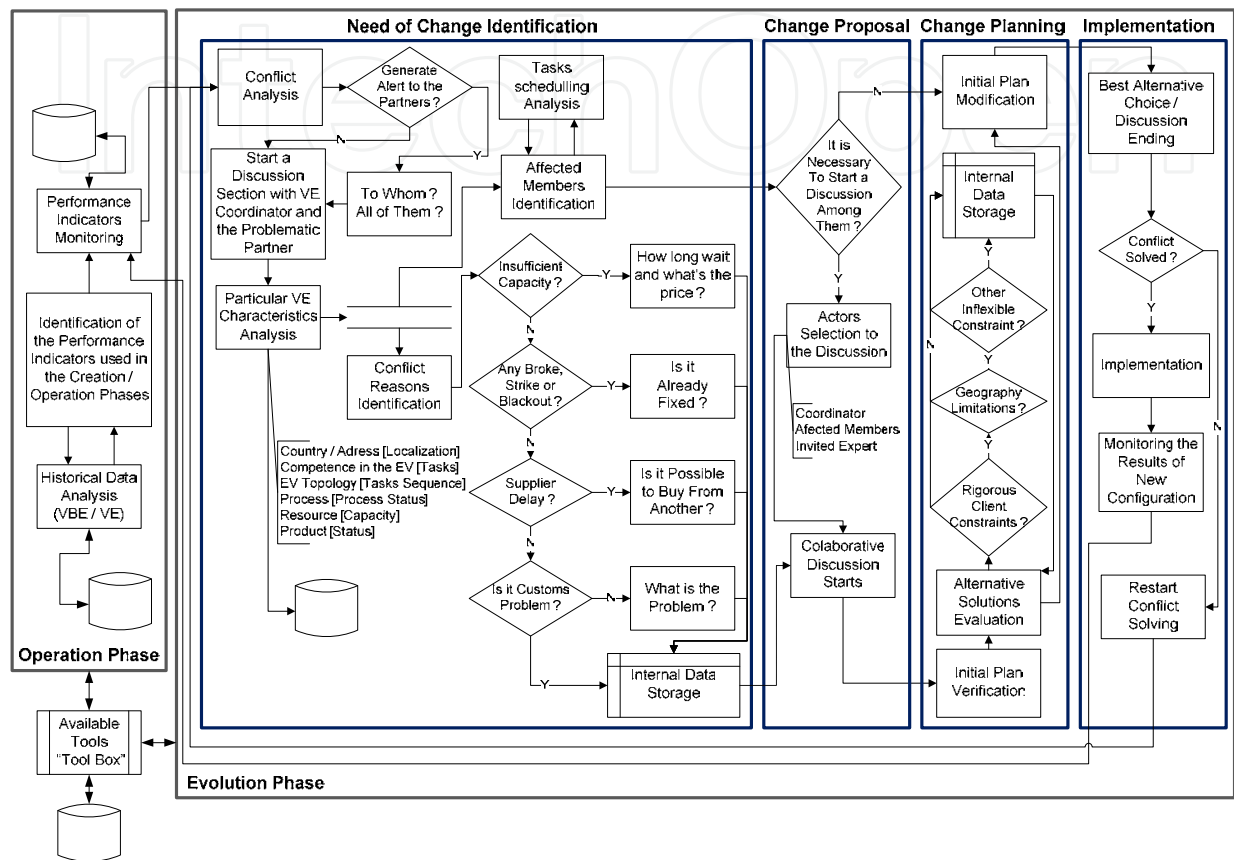 Need of Change Identification
Change Proposal
Change Planning
Implementation
Conflict
Analysis
Generate
Alert to the
Partners ?
N
Y
Start a
Discussion
Section with VE
Coordinator and
the Problematic
Partner
To Whom ?
All of Them ?
Tasks
scheduling
Analysis
Affected
Members
Identification
Particular VE
Characteristics
Analysis
Conflict
Reasons
Identification
Country / Adress [Localization]
Competence in the EV [Tasks]
EV Topology [Tasks Sequence]
Process [Process Status]
Resource [Capacity]
Product [Status]
Insufficient
Capacity ?
Y
How long wait
and what's the
price ?
N
Any Broke,
Strike or
Blackout ?
Y
Is it
Already
Fixed ?
N
Supplier
Delay ?
Y
Is it Possible
to Buy From
Another ?
N
Is it Customs
Problem ?
N
What is the
Problem ?
Y
Internal Data
Storage
It is
Necessary
To Start a
Discussion
Among
Them ?
N
Y
Actors
Selection to
the Discussion
Coordinator
Afected Members
Invited Expert
Colaborative
Discussion
Starts
Initial Plan
Modification
Internal
Data
Storage
Other
Inflexible
Constraint ?
Y
N
Geography
Limitations ?
Y
Rigorous
Client
Constraints ?
Alternative
Solutions
Evaluation
Initial Plan
Verification
Best Alternative
Choice /
Discussion
Ending
Conflict
Solved ?
Y
N
Implementation
Monitoring the
Results of
New
Configuration
Restart
Conflict
Solving
Performance
Indicators
Monitoring
Identification of
the Performance
Indicators used in
the Creation /
Operation Phases
Historical Data
Analysis
(VBE / VE)
Operation Phase
Available
Tools
"Tool Box"
Evolution Phase
IntechOpen